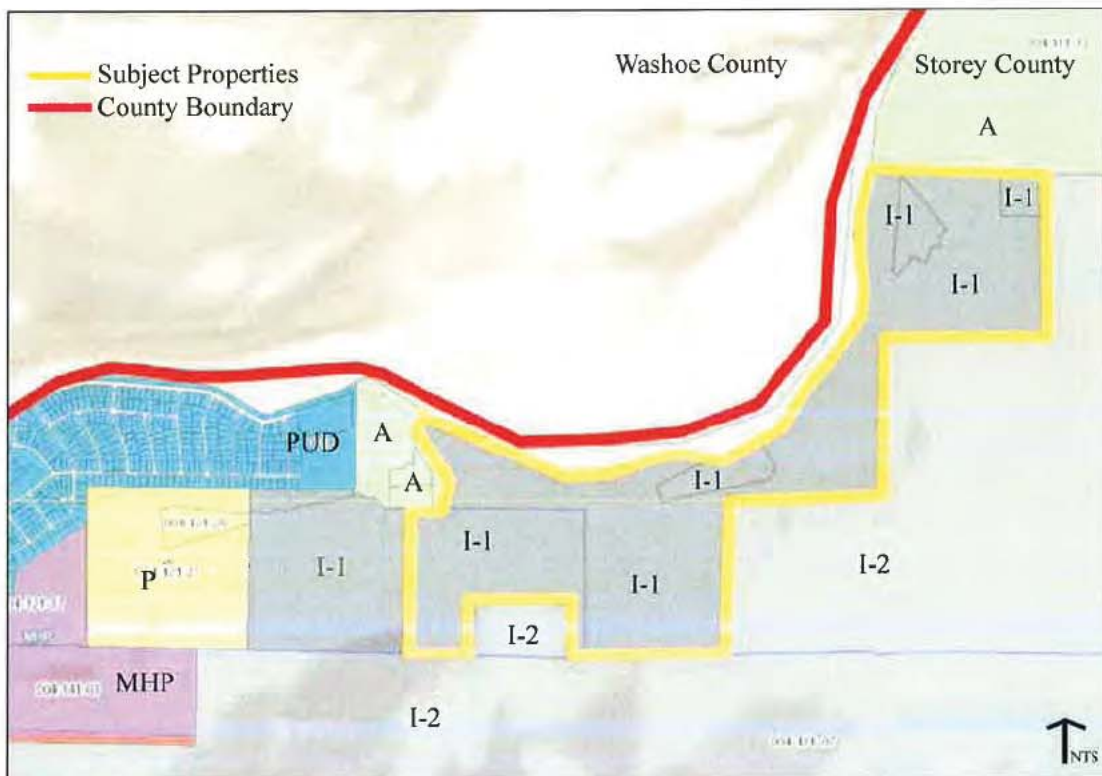 Subject Properties
County Boundary
Washoe County
Storey County
A
I-1
I-1
I-1
PUD
A
A
I-1
I-1
I-1
P
I-1
I-2
I-2
MHP
I-2
NTS